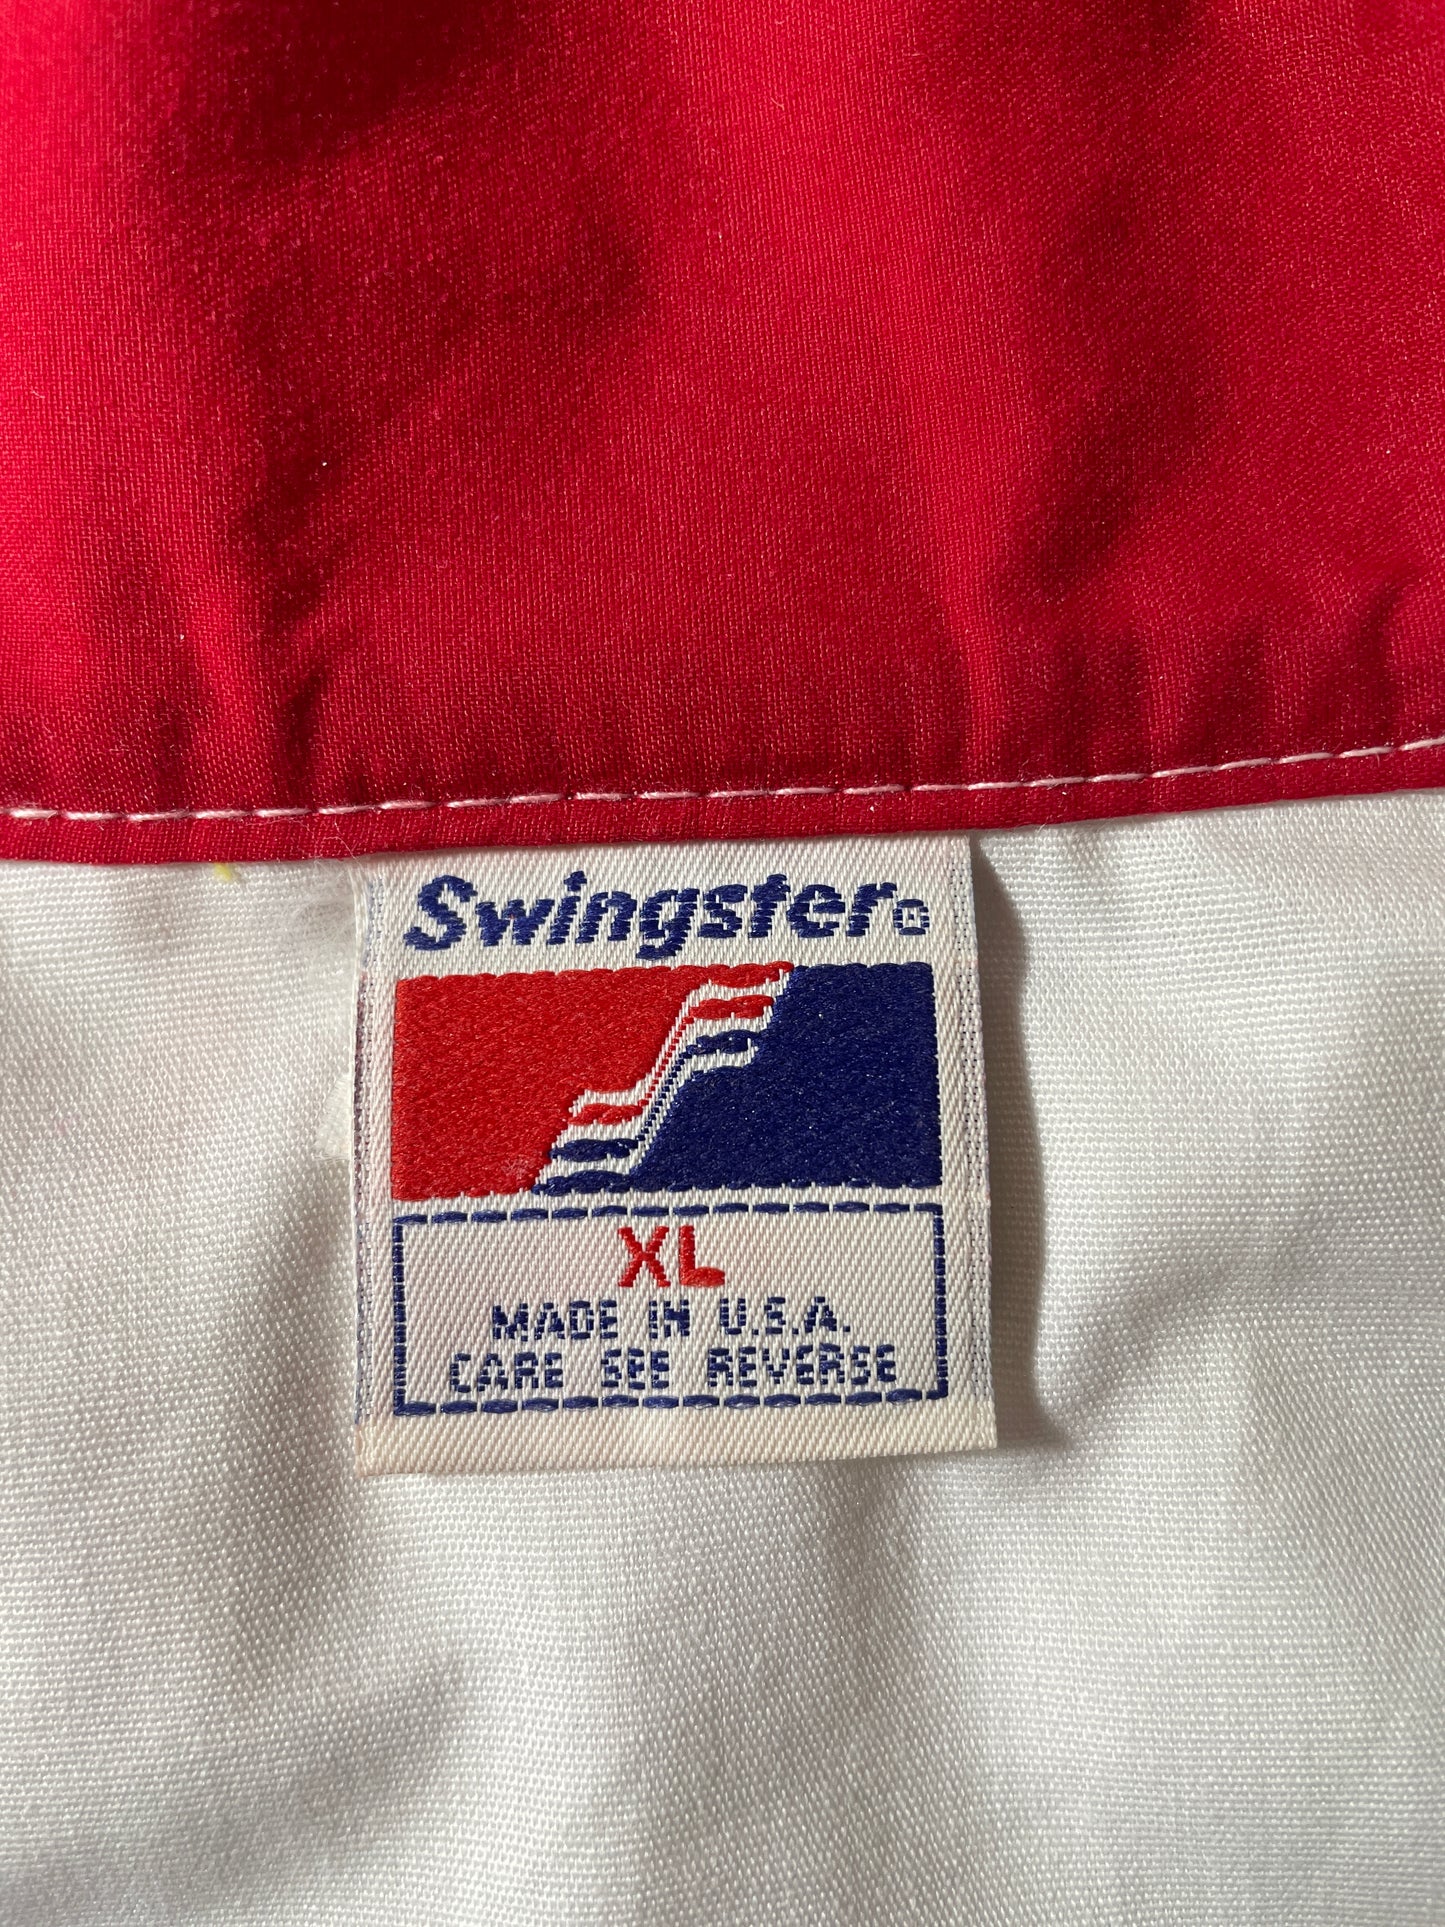 Swingster®
XL
MADE IN U.S.A.
CARE SEE REVERSE